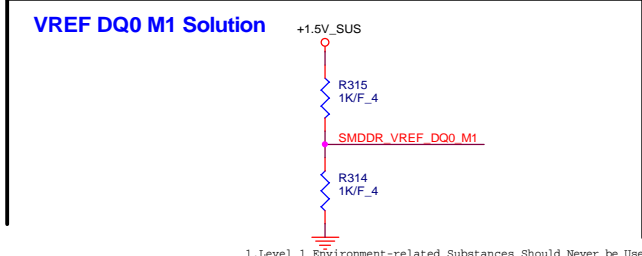 VREF DQ0 M1 Solution
+1.5V_SUS
R315
1K/F_4
SMDDR_VREF_DQ0_M1
R314
1K/F_4
1.Level 1 Environment-related Substances Should Never be Use